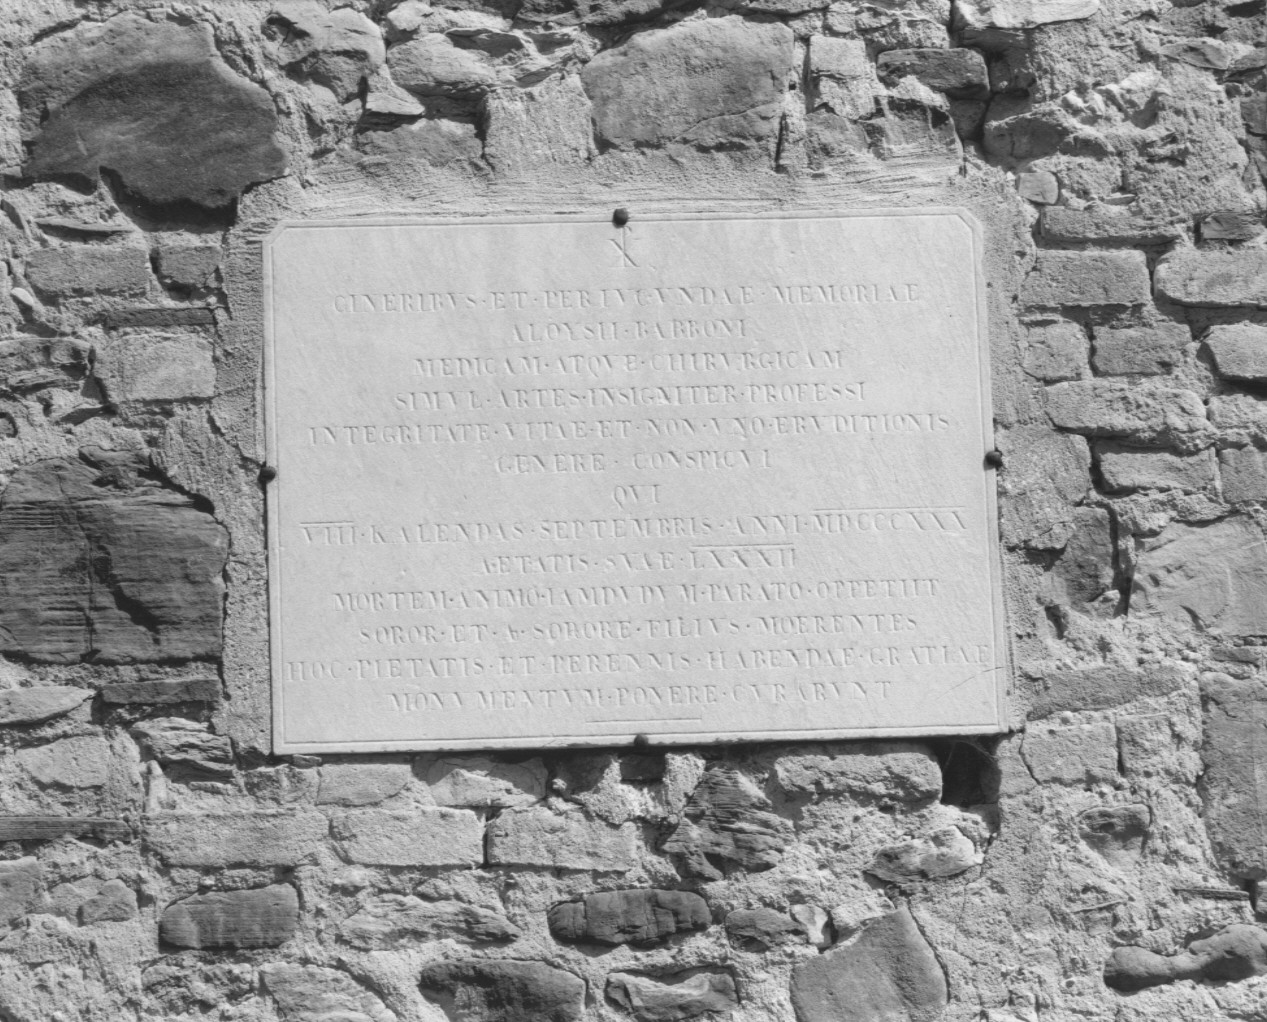 ☧
CINERIBVS·ET·PERIVCVNDAE·MEMORIAE
ALOYSII·BARBONI
MEDICAM·ATQVE·CHIRVRGICAM
SIMVL·ARTES·INSIGNITER·PROFESSI
INTEGRITATE·VITAE·ET·NON·VNO·ERVDITIONIS
GENERE·CONSPICVI
QVI
VIII·KALENDAS·SEPTEMBRIS·ANNI·MDCCCXXX
AETATIS·SVAE·LXXXII
MORTEM·ANIMO·IAMDVDVM·PARATO·OPPETIIT
SOROR·ET·A·SORORE·FILIVS·MOERENTES
HOC·PIETATIS·ET·PERENNIS·HABENDAE·GRATIAE
MONVMENTVM·PONERE·CVRARVNT